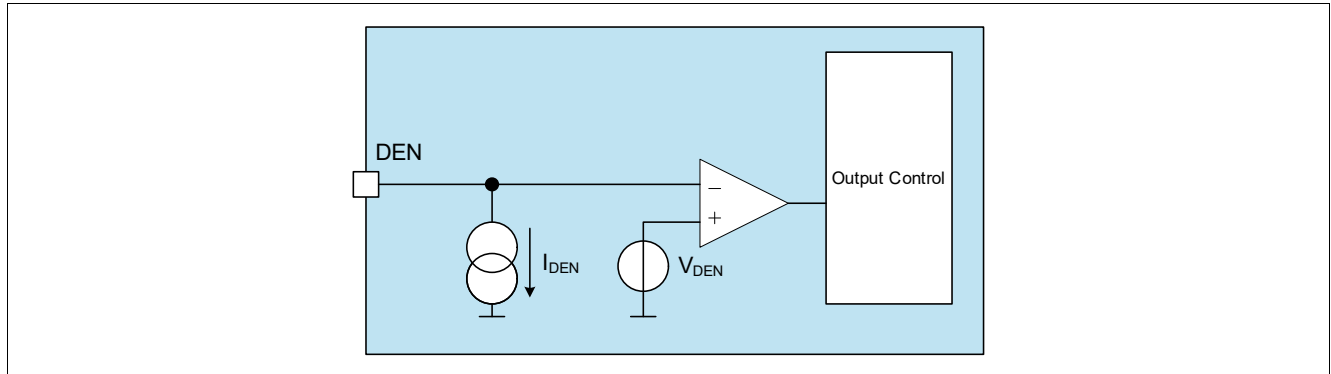 DEN
Output Control
−
+
IDEN
VDEN